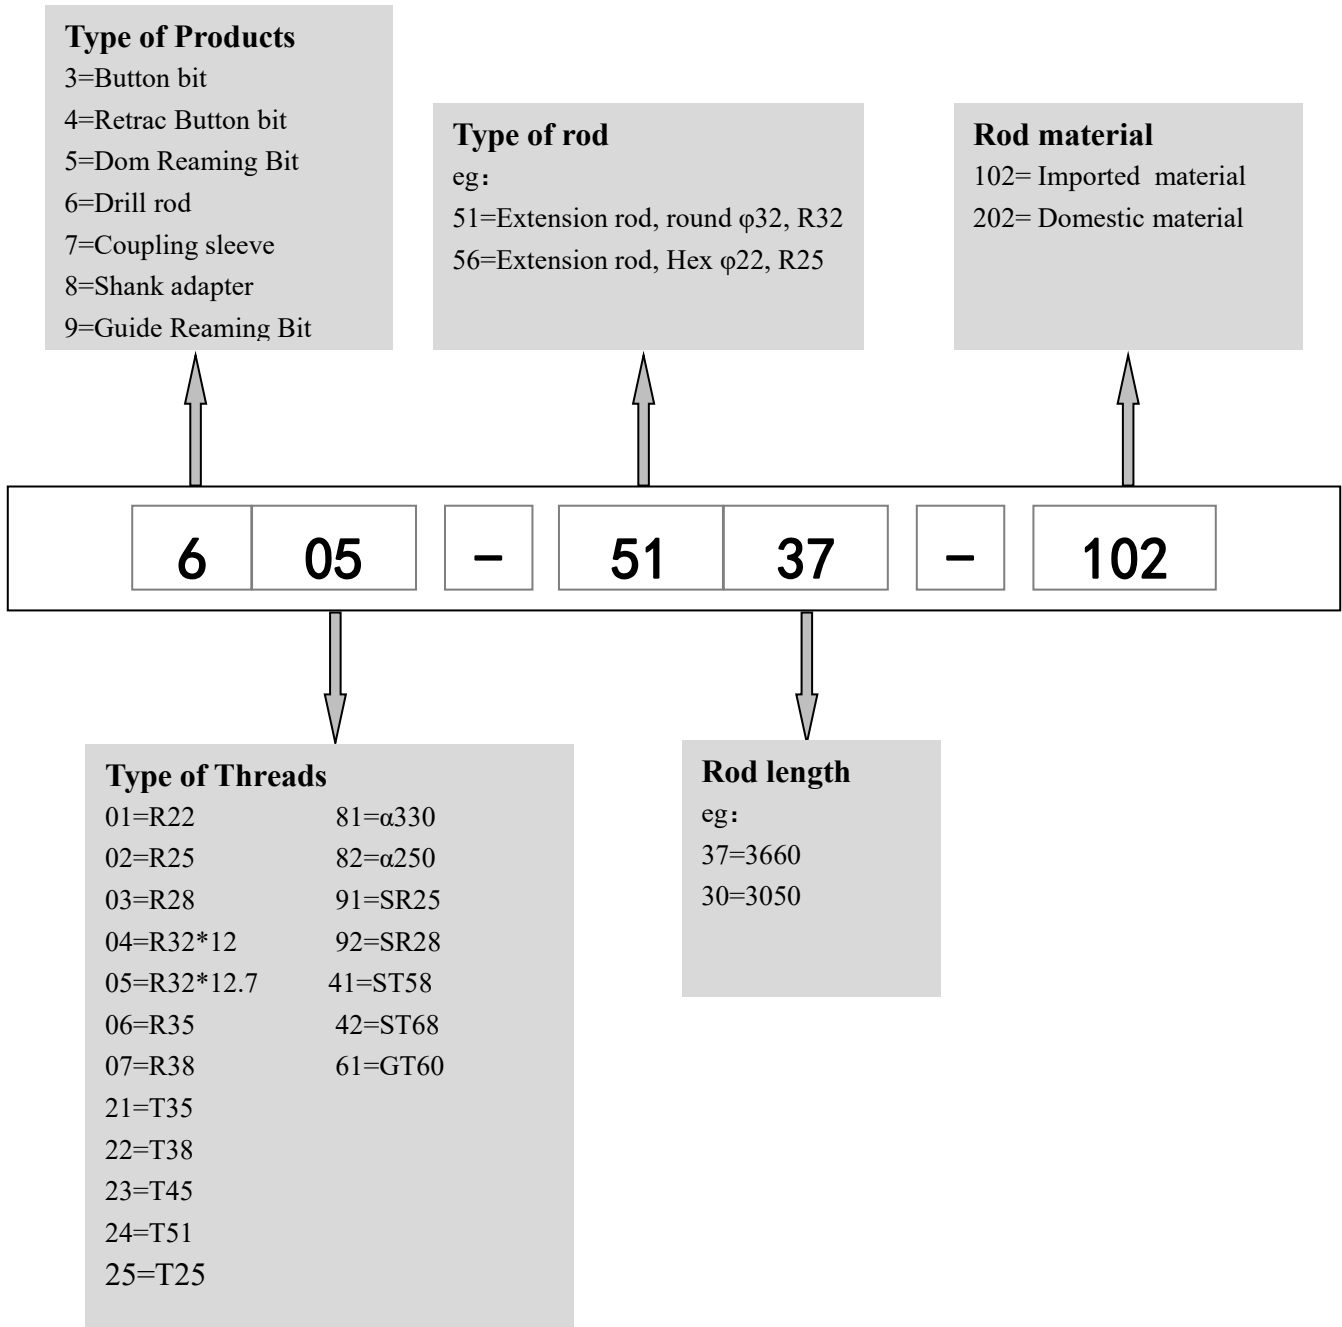 Type of Products
3=Button bit
4=Retrac Button bit
5=Dom Reaming Bit
6=Drill rod
7=Coupling sleeve
8=Shank adapter
9=Guide Reaming Bit
Type of rod
eg：
51=Extension rod, round φ32, R32
56=Extension rod, Hex φ22, R25
Rod material
102= Imported  material
202= Domestic material
6 05 - 51 37 - 102
Type of Threads
01=R22 81=α330
02=R25 82=α250
03=R28 91=SR25
04=R32*12 92=SR28
05=R32*12.7 41=ST58
06=R35 42=ST68
07=R38 61=GT60
21=T35
22=T38
23=T45
24=T51
25=T25
Rod length
eg：
37=3660
30=3050